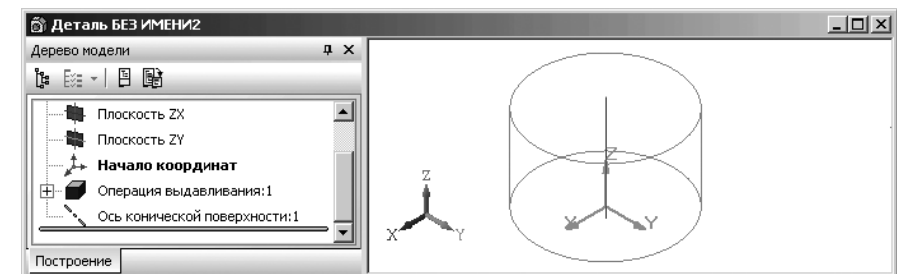 Деталь БЕЗ ИМЕНИ2
Дерево модели
Плоскость ZX
Плоскость ZY
Начало координат
Операция выдавливания:1
Ось конической поверхности:1
Построение
Z
X
Y
Z
X
Y